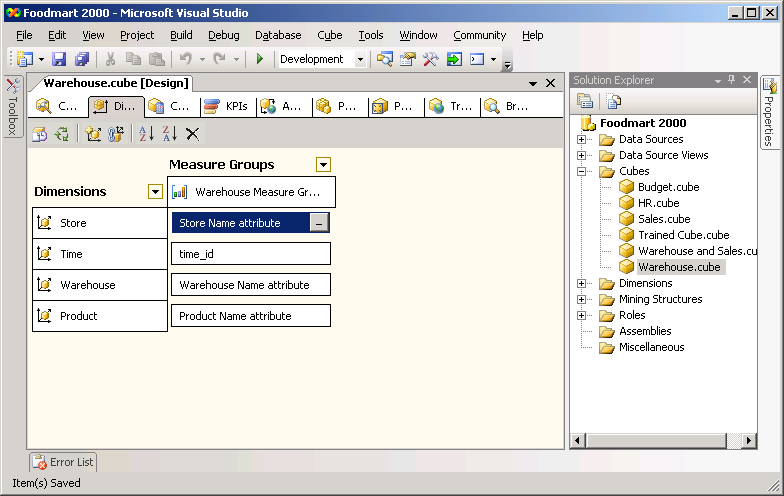 Foodmart 2000 - Microsoft Visual Studio
File Edit View Project Build Debug Database Cube Tools Window Community Help
Development
Toolbox
Warehouse.cube [Design]
C... Di... C... KPIs A... P... P... Tr... Br...
Measure Groups
Dimensions
Warehouse Measure Gr...
Store
Store Name attribute ...
Time
time_id
Warehouse
Warehouse Name attribute
Product
Product Name attribute
Solution Explorer
Foodmart 2000
Data Sources
Data Source Views
Cubes
Budget.cube
HR.cube
Sales.cube
Trained Cube.cube
Warehouse and Sales.cu
Warehouse.cube
Dimensions
Mining Structures
Roles
Assemblies
Miscellaneous
Properties
Error List
Item(s) Saved